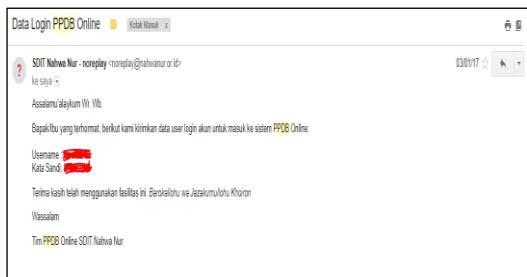 Data Login PPDB Online Kotak Masuk x
SDIT Nahwa Nur - noreplay <noreplay@nahwanur.or.id> 03/01/17
ke saya
Assalamu'alaykum Wr. Wb.
Bapak/Ibu yang terhormat, berikut kami kirimkan data user login akun untuk masuk ke sistem PPDB Online:
Username :
Kata Sandi:
Terima kasih telah menggunakan fasilitas ini. Barokallohu wa Jazakumullohu Khoiron
Wassalam
Tim PPDB Online SDIT Nahwa Nur